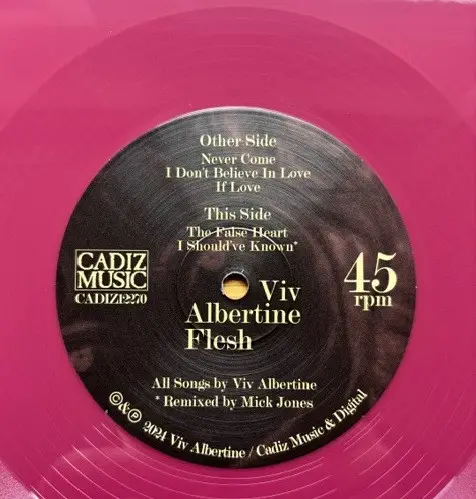 Other Side
Never Come
I Don't Believe In Love
If Love
This Side
The False Heart
I Should've Known*
CADIZ
MUSIC
CADIZ12270
45
rpm
Viv
Albertine
Flesh
All Songs by Viv Albertine
* Remixed by Mick Jones
©&℗ 2024 Viv Albertine / Cadiz Music & Digital